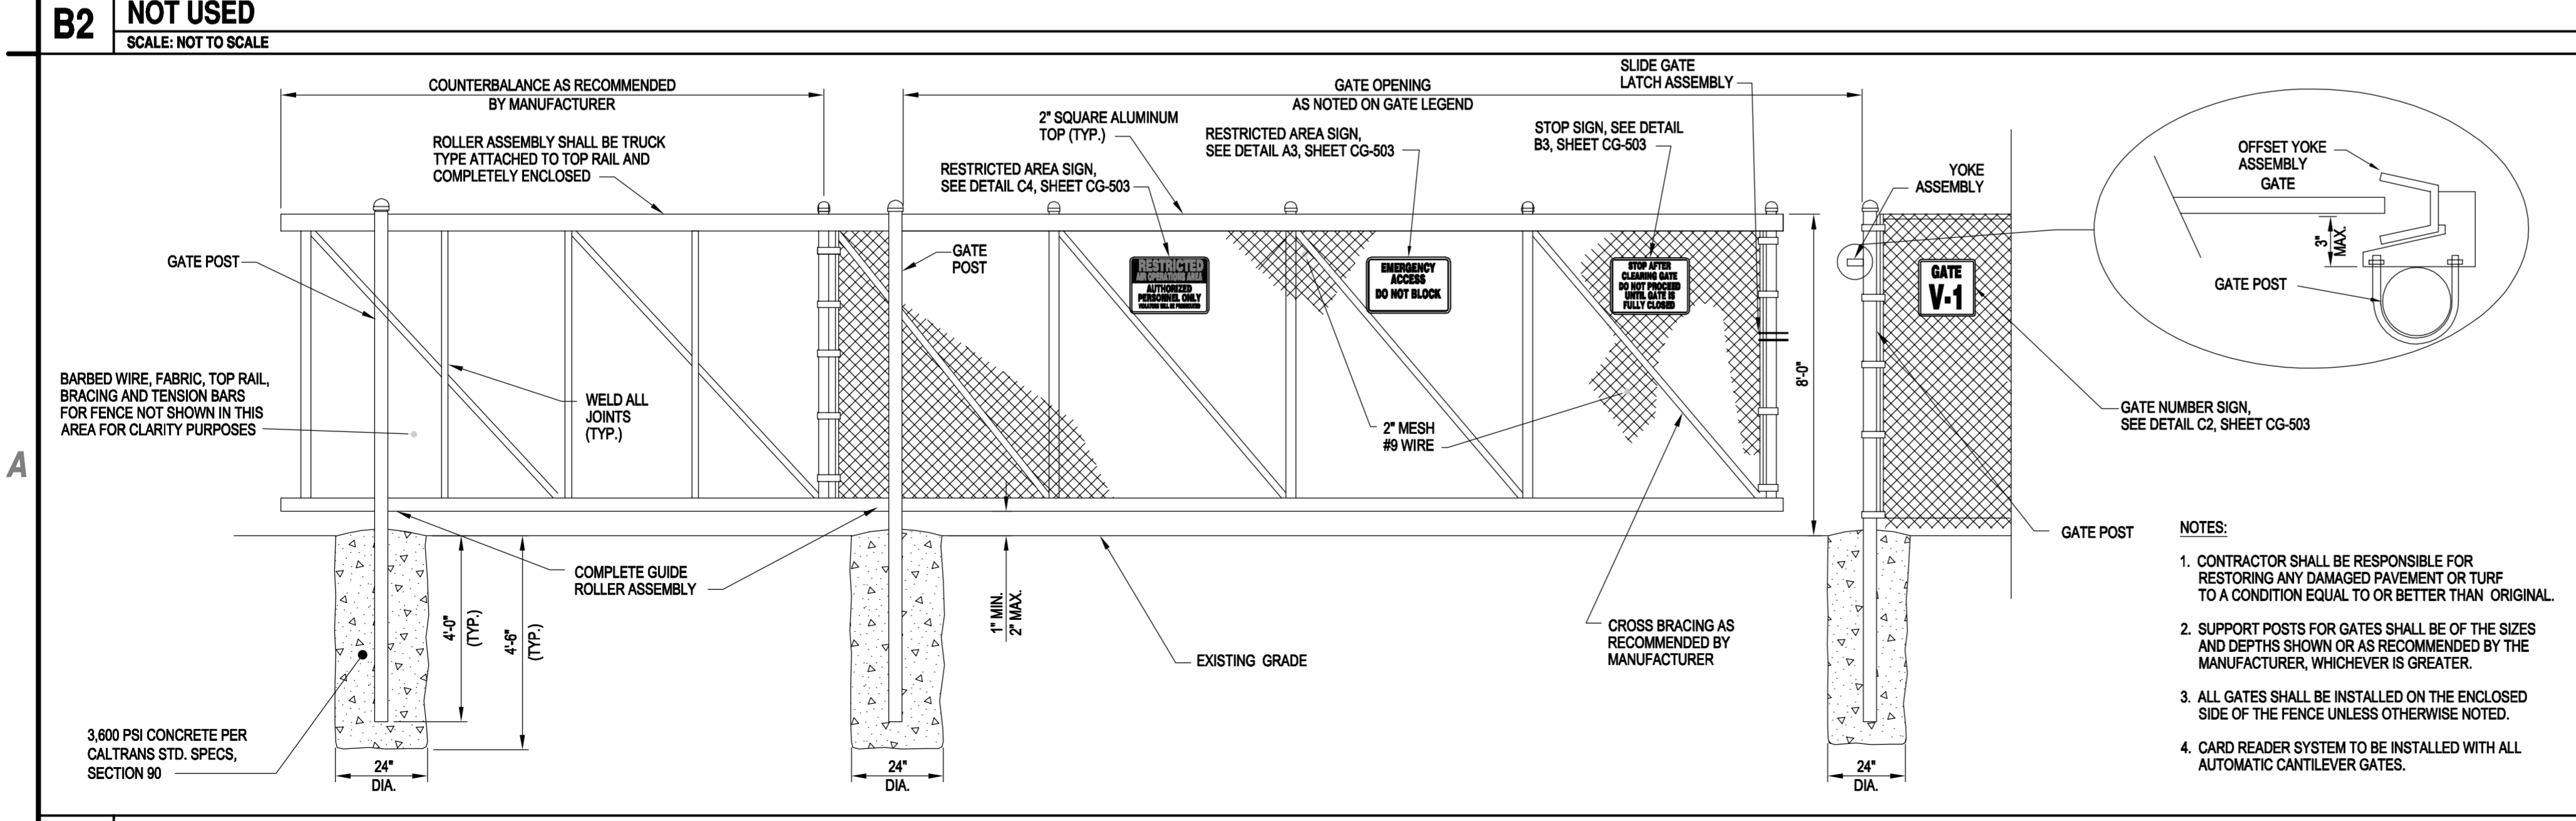 B2
NOT USED
SCALE: NOT TO SCALE
COUNTERBALANCE AS RECOMMENDED
BY MANUFACTURER
ROLLER ASSEMBLY SHALL BE TRUCK
TYPE ATTACHED TO TOP RAIL AND
COMPLETELY ENCLOSED
GATE OPENING
AS NOTED ON GATE LEGEND
SLIDE GATE
LATCH ASSEMBLY
2" SQUARE ALUMINUM
TOP (TYP.)
RESTRICTED AREA SIGN,
SEE DETAIL C4, SHEET CG-503
RESTRICTED AREA SIGN,
SEE DETAIL A3, SHEET CG-503
STOP SIGN, SEE DETAIL
B3, SHEET CG-503
YOKE
ASSEMBLY
OFFSET YOKE
ASSEMBLY
GATE
3"
MAX.
GATE POST
GATE POST
GATE
POST
RESTRICTED
AIR OPERATIONS AREA
AUTHORIZED
PERSONNEL ONLY
VIOLATORS WILL BE PROSECUTED
EMERGENCY
ACCESS
DO NOT BLOCK
STOP AFTER
CLEARING GATE
DO NOT PROCEED
UNTIL GATE IS
FULLY CLOSED
GATE
V-1
BARBED WIRE, FABRIC, TOP RAIL,
BRACING AND TENSION BARS
FOR FENCE NOT SHOWN IN THIS
AREA FOR CLARITY PURPOSES
WELD ALL
JOINTS
(TYP.)
2" MESH
#9 WIRE
8'-0"
GATE NUMBER SIGN,
SEE DETAIL C2, SHEET CG-503
A
GATE POST
COMPLETE GUIDE
ROLLER ASSEMBLY
4'-0"
(TYP.)
4'-6"
(TYP.)
1" MIN.
2" MAX.
EXISTING GRADE
CROSS BRACING AS
RECOMMENDED BY
MANUFACTURER
3,600 PSI CONCRETE PER
CALTRANS STD. SPECS,
SECTION 90
24"
DIA.
24"
DIA.
24"
DIA.
NOTES:
1. CONTRACTOR SHALL BE RESPONSIBLE FOR
RESTORING ANY DAMAGED PAVEMENT OR TURF
TO A CONDITION EQUAL TO OR BETTER THAN ORIGINAL.
2. SUPPORT POSTS FOR GATES SHALL BE OF THE SIZES
AND DEPTHS SHOWN OR AS RECOMMENDED BY THE
MANUFACTURER, WHICHEVER IS GREATER.
3. ALL GATES SHALL BE INSTALLED ON THE ENCLOSED
SIDE OF THE FENCE UNLESS OTHERWISE NOTED.
4. CARD READER SYSTEM TO BE INSTALLED WITH ALL
AUTOMATIC CANTILEVER GATES.